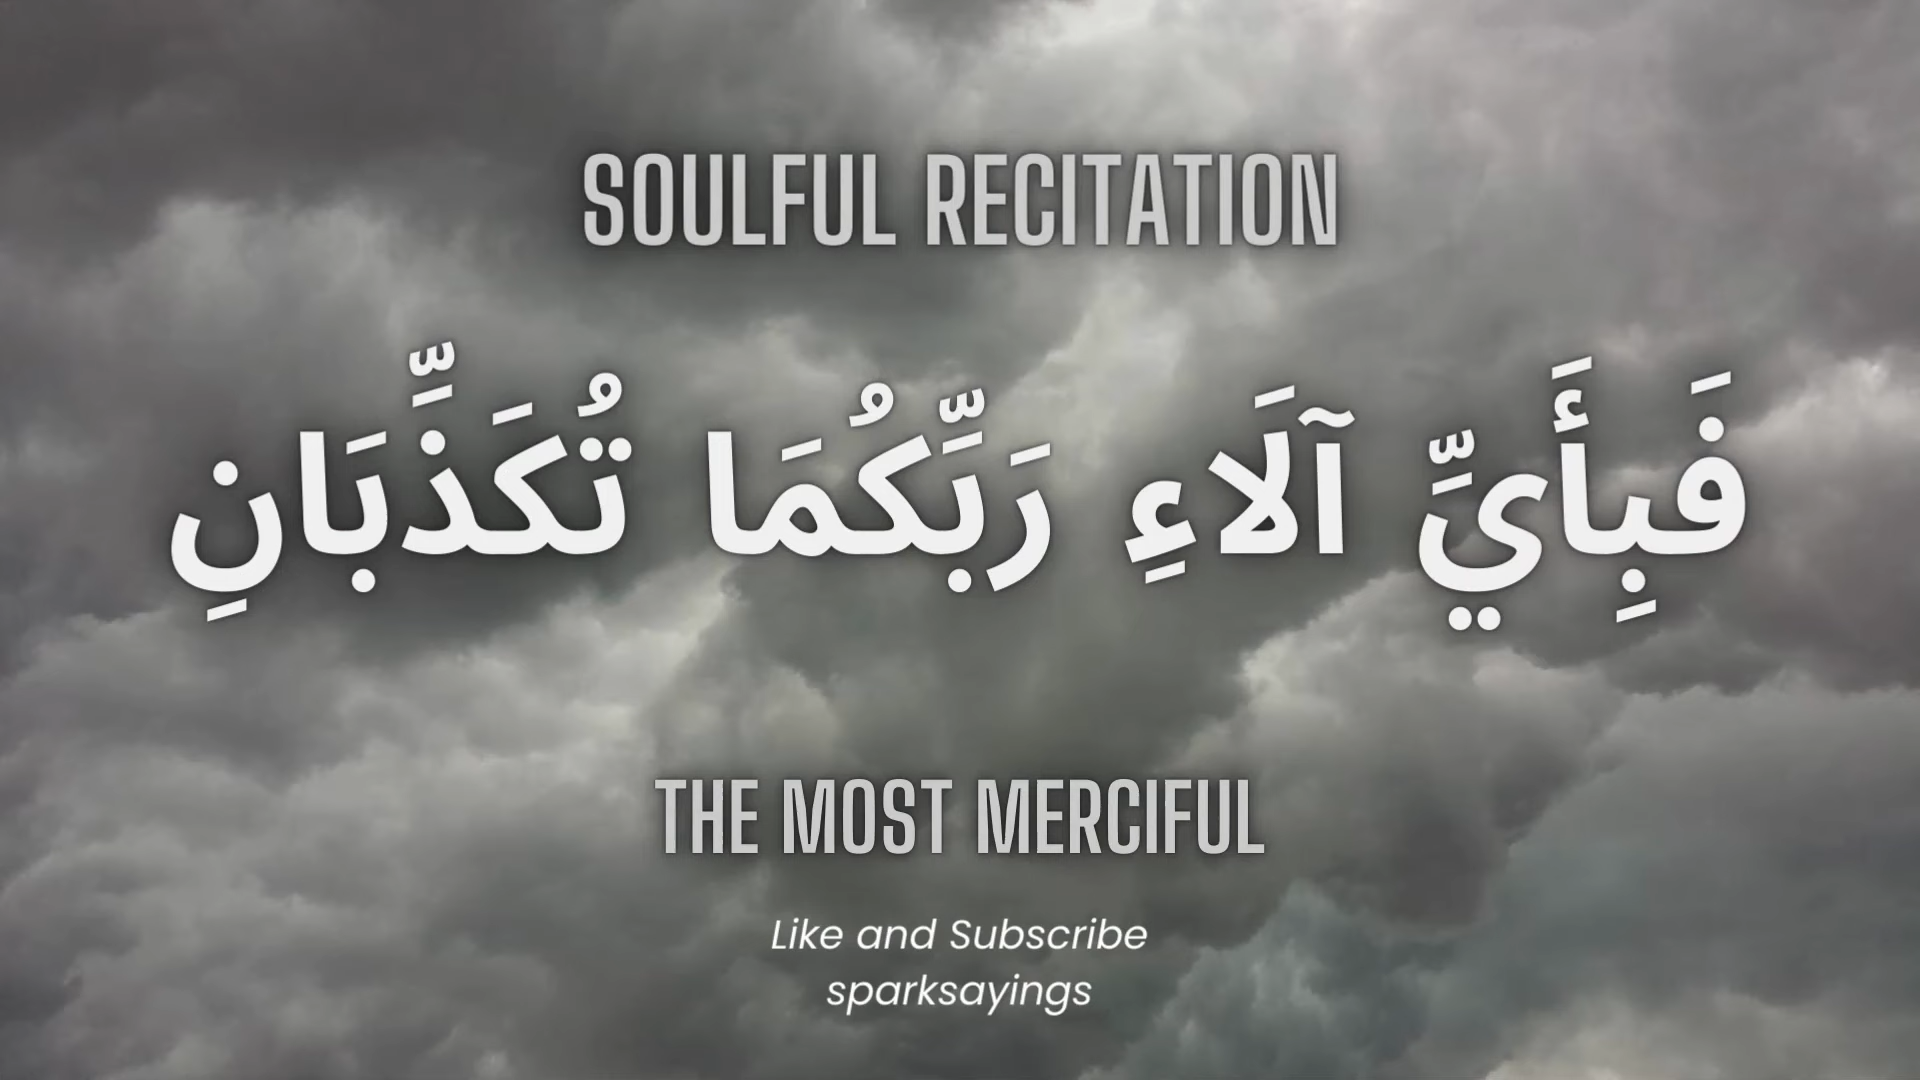 SOULFUL RECITATION
فَبِأَيِّ آلَاءِ رَبِّكُمَا تُكَذِّبَانِ
THE MOST MERCIFUL
Like and Subscribe
sparksayings